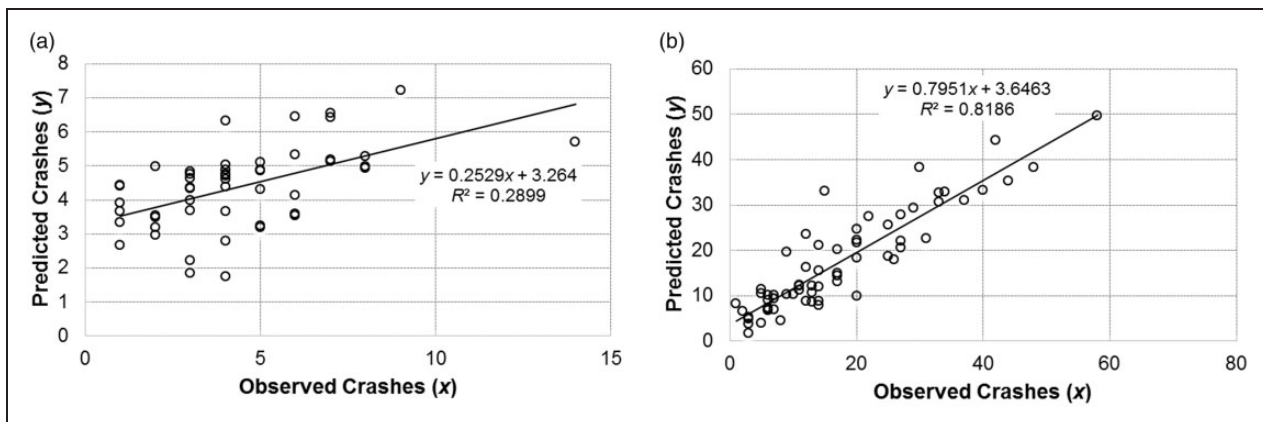 (a)
8
7
6
5
4
3
2
1
0
Predicted Crashes (y)
y = 0.2529x + 3.264
R² = 0.2899
0 5 10 15
Observed Crashes (x)
(b)
60
50
40
30
20
10
0
Predicted Crashes (y)
y = 0.7951x + 3.6463
R² = 0.8186
0 20 40 60 80
Observed Crashes (x)